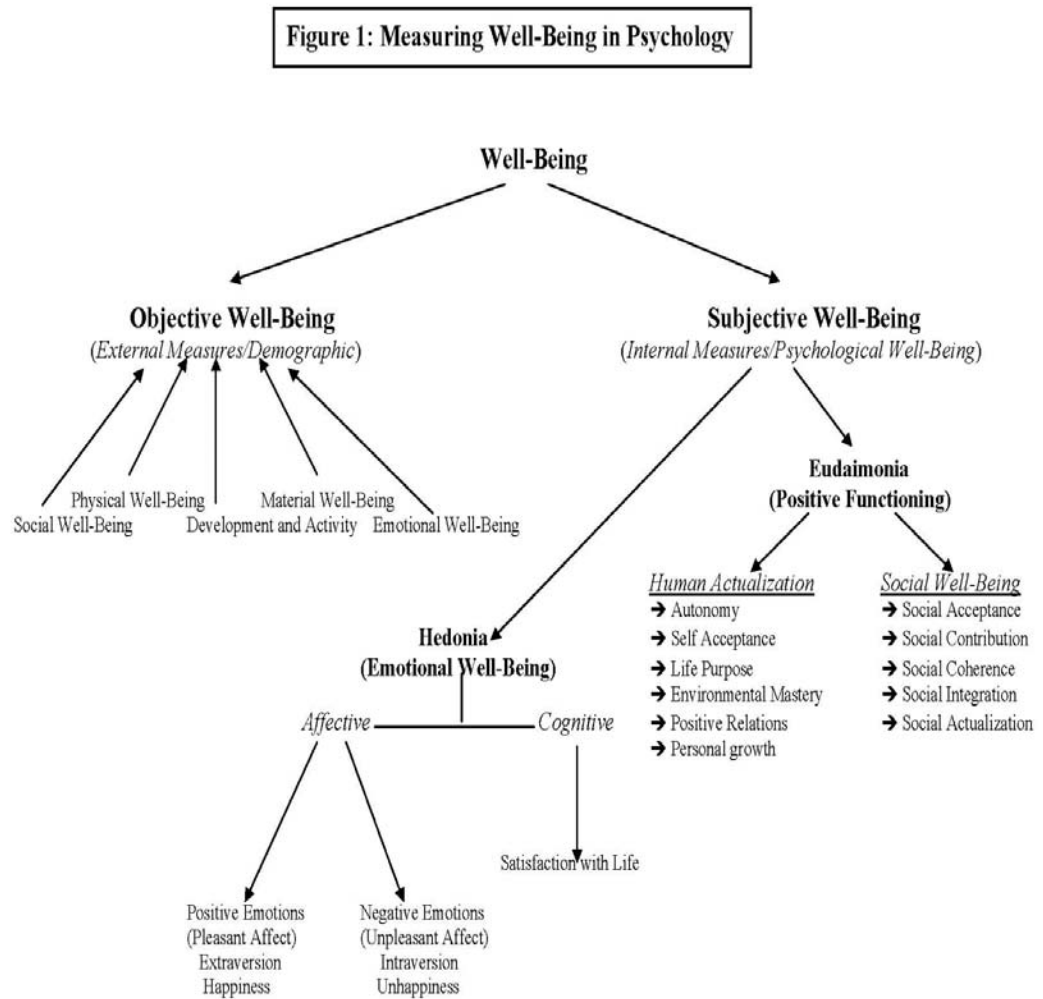 Figure 1: Measuring Well-Being in Psychology
Well-Being
Objective Well-Being
(External Measures/Demographic)
Subjective Well-Being
(Internal Measures/Psychological Well-Being)
Physical Well-Being
Material Well-Being
Social Well-Being
Development and Activity
Emotional Well-Being
Eudaimonia
(Positive Functioning)
Human Actualization
➔ Autonomy
➔ Self Acceptance
➔ Life Purpose
➔ Environmental Mastery
➔ Positive Relations
➔ Personal growth
Social Well-Being
➔ Social Acceptance
➔ Social Contribution
➔ Social Coherence
➔ Social Integration
➔ Social Actualization
Hedonia
(Emotional Well-Being)
Affective
Cognitive
Satisfaction with Life
Positive Emotions
(Pleasant Affect)
Extraversion
Happiness
Negative Emotions
(Unpleasant Affect)
Intraversion
Unhappiness